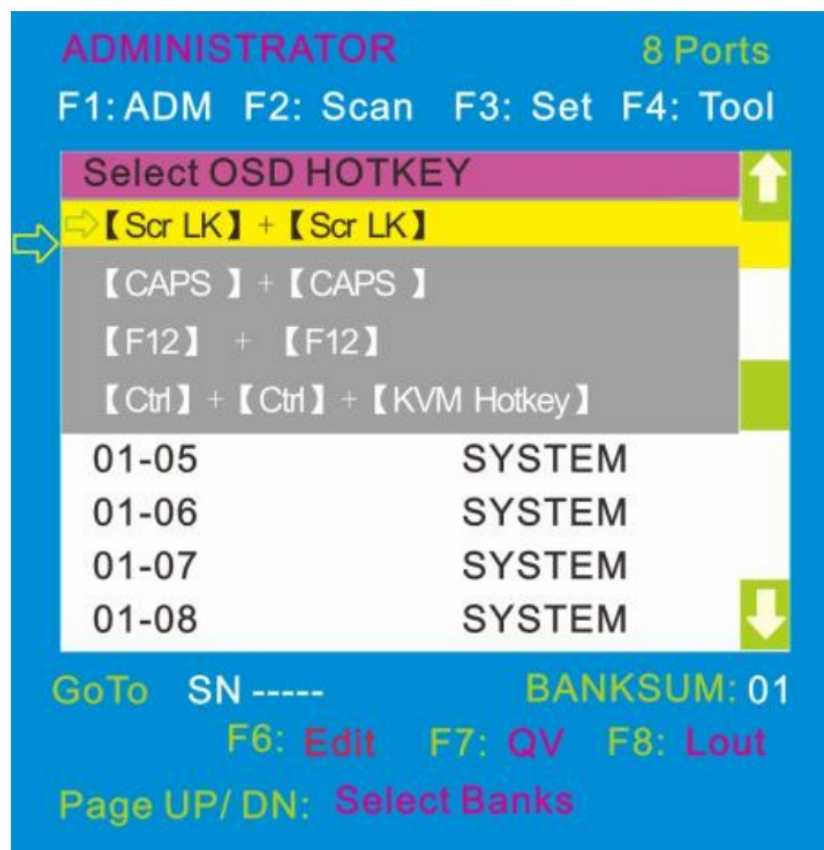 ADMINISTRATOR 8 Ports
F1: ADM F2: Scan F3: Set F4: Tool
Select OSD HOTKEY
【Scr LK】 + 【Scr LK】
【CAPS 】 + 【CAPS 】
【F12】 + 【F12】
【Ctrl】 + 【Ctrl】 + 【KVM Hotkey】
01-05 SYSTEM
01-06 SYSTEM
01-07 SYSTEM
01-08 SYSTEM
GoTo SN ----- BANKSUM: 01
F6: Edit F7: QV F8: Lout
Page UP/ DN: Select Banks